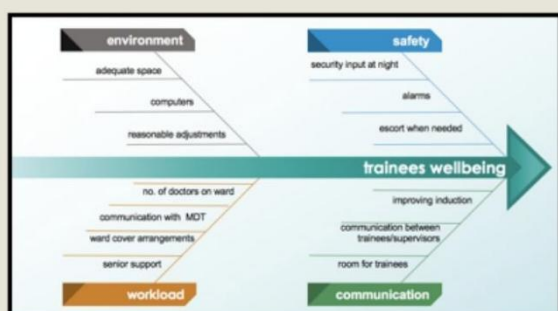 environment
adequate space
computers
reasonable adjustments
safety
security input at night
alarms
escort when needed
trainees wellbeing
no. of doctors on ward
communication with MDT
ward cover arrangements
senior support
workload
improving induction
communication between
trainees/supervisors
room for trainees
communication